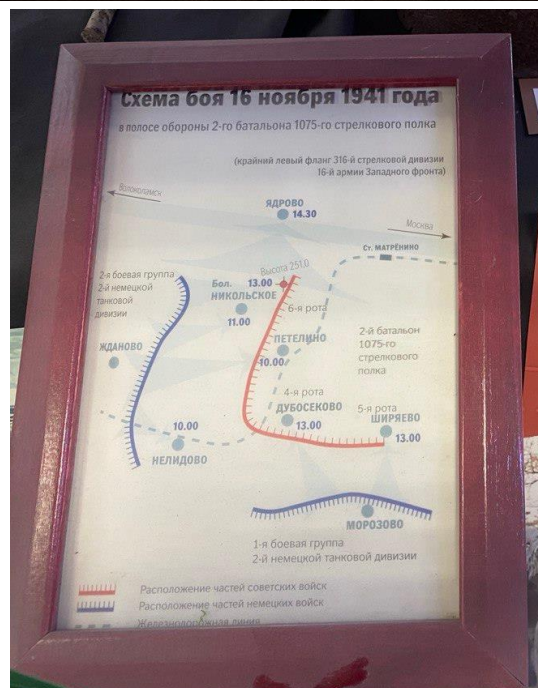 Схема боя 16 ноября 1941 года
в полосе обороны 2-го батальона 1075-го стрелкового полка
(крайний левый фланг 316-й стрелковой дивизии
16-й армии Западного фронта)
Волоколамск
ЯДРОВО
14.30
Москва
Ст. МАТРЁНИНО
2-я боевая группа
2-й немецкой
танковой
дивизии
Высота 251,0
Бол.
НИКОЛЬСКОЕ
13.00
11.00
6-я рота
ПЕТЕЛИНО
10.00
2-й батальон
1075-го
стрелкового
полка
ЖДАНОВО
4-я рота
ДУБОСЕКОВО
13.00
5-я рота
ШИРЯЕВО
13.00
10.00
НЕЛИДОВО
МОРОЗОВО
1-я боевая группа
2-й немецкой танковой дивизии
Расположение частей советских войск
Расположение частей немецких войск
Железнодорожная линия